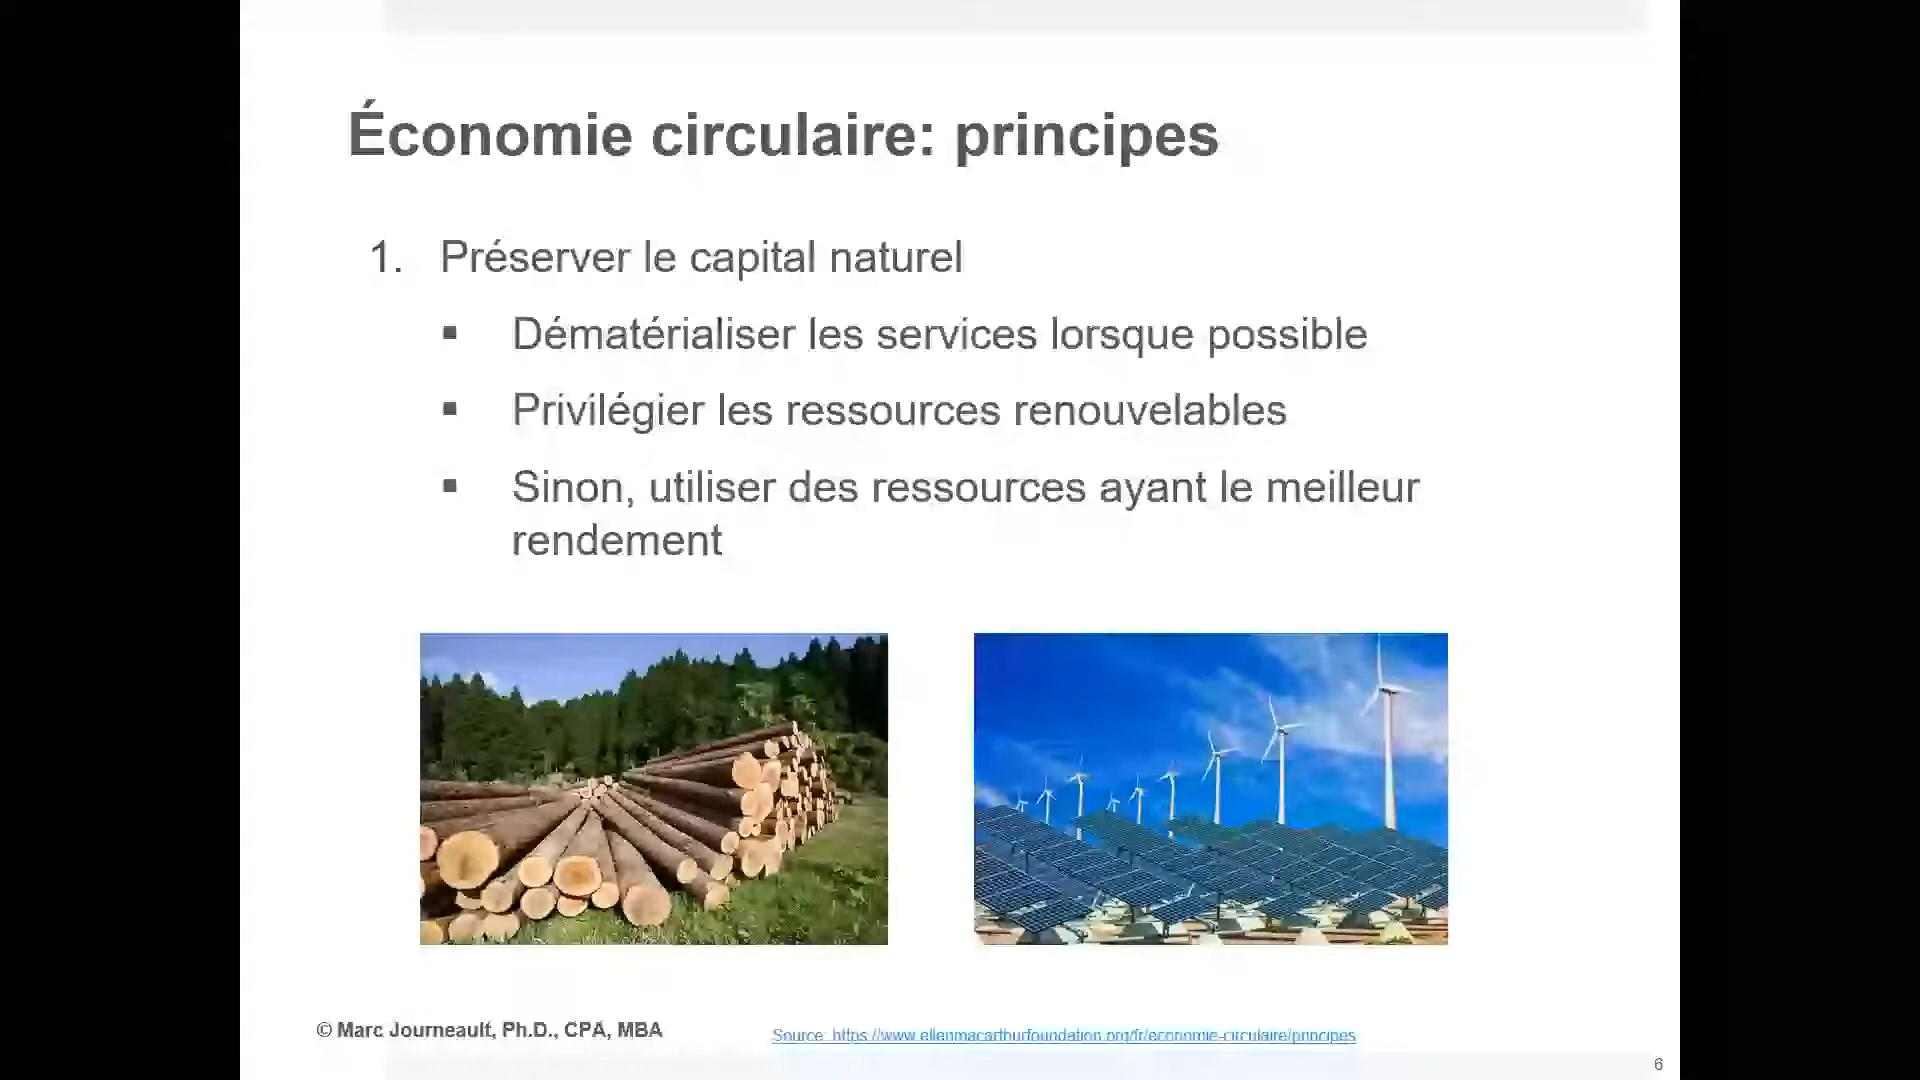 Économie circulaire: principes
1. Préserver le capital naturel
▪ Dématérialiser les services lorsque possible
▪ Privilégier les ressources renouvelables
▪ Sinon, utiliser des ressources ayant le meilleur
rendement
© Marc Journeault, Ph.D., CPA, MBA
Source: https://www.ellenmacarthurfoundation.org/fr/economie-circulaire/principes
6